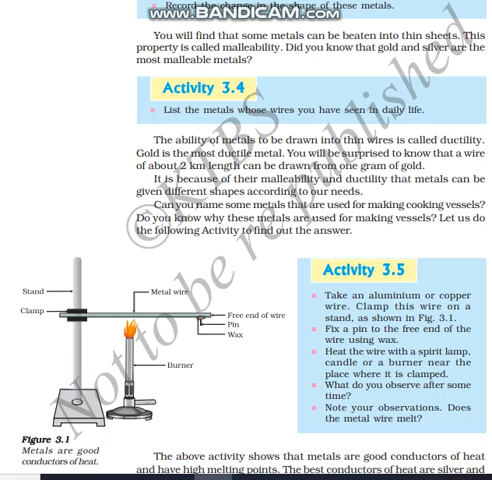 Record the change in the shape of these metals.
WWW.BANDICAM.COM
You will find that some metals can be beaten into thin sheets. This
property is called malleability. Did you know that gold and silver are the
most malleable metals?
Activity 3.4
List the metals whose wires you have seen in daily life.
The ability of metals to be drawn into thin wires is called ductility.
Gold is the most ductile metal. You will be surprised to know that a wire
of about 2 km length can be drawn from one gram of gold.
It is because of their malleability and ductility that metals can be
given different shapes according to our needs.
Can you name some metals that are used for making cooking vessels?
Do you know why these metals are used for making vessels? Let us do
the following Activity to find out the answer.
©KTBS
Not to be republished
Stand
Metal wire
Clamp
Free end of wire
Pin
Wax
Burner
Figure 3.1
Metals are good
conductors of heat.
Activity 3.5
Take an aluminium or copper
wire. Clamp this wire on a
stand, as shown in Fig. 3.1.
Fix a pin to the free end of the
wire using wax.
Heat the wire with a spirit lamp,
candle or a burner near the
place where it is clamped.
What do you observe after some
time?
Note your observations. Does
the metal wire melt?
The above activity shows that metals are good conductors of heat
and have high melting points. The best conductors of heat are silver and